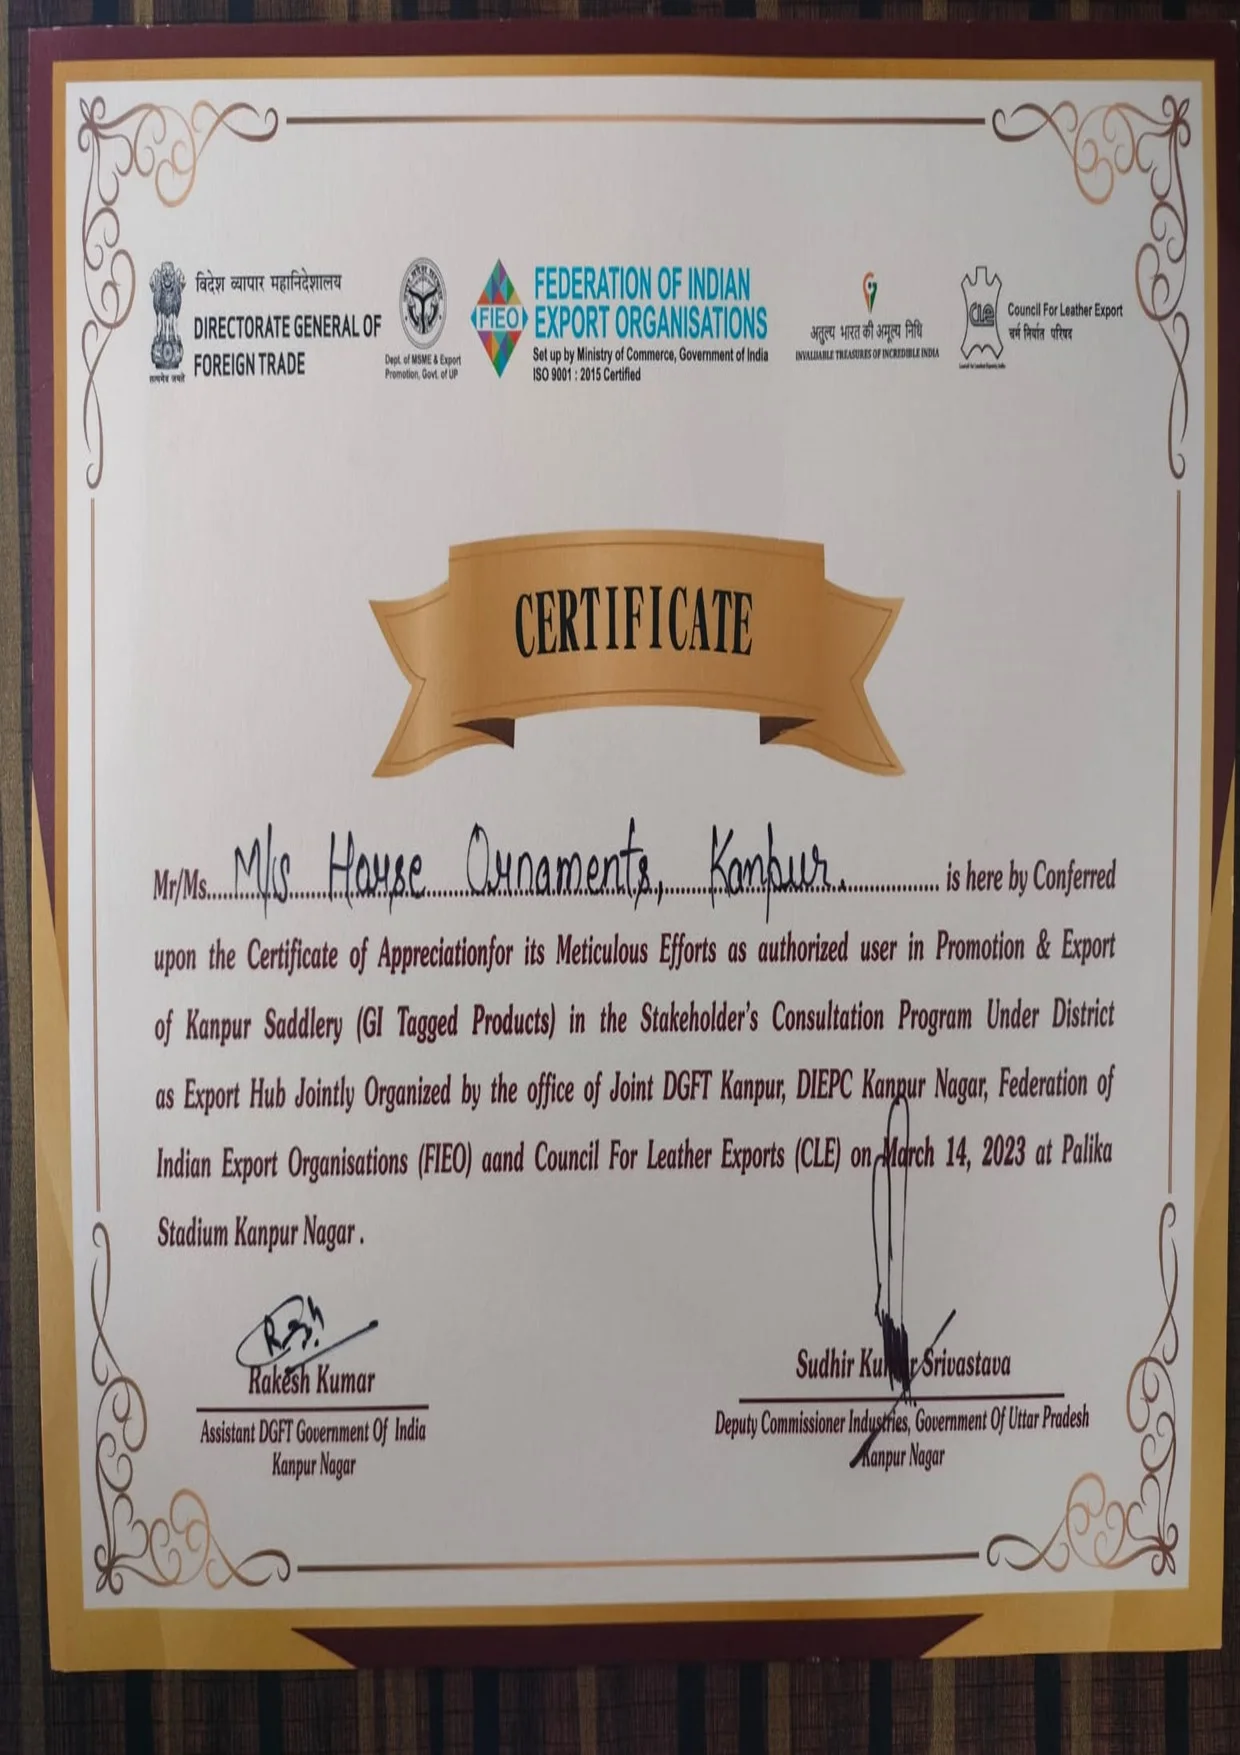 विदेश व्यापार महानिदेशालय
DIRECTORATE GENERAL OF
FOREIGN TRADE
सत्यमेव जयते
Dept. of MSME & Export
Promotion, Govt. of UP
FIEO
FEDERATION OF INDIAN
EXPORT ORGANISATIONS
Set up by Ministry of Commerce, Government of India
ISO 9001 : 2015 Certified
अतुल्य भारत की अमूल्य निधि
INVALUABLE TREASURES OF INCREDIBLE INDIA
CLE
Council For Leather Export
चर्म निर्यात परिषद
CERTIFICATE
Mr/Ms..... M/s Harse Ornaments, Kanpur. ..... is here by Conferred
upon the Certificate of Appreciationfor its Meticulous Efforts as authorized user in Promotion & Export
of Kanpur Saddlery (GI Tagged Products) in the Stakeholder's Consultation Program Under District
as Export Hub Jointly Organized by the office of Joint DGFT Kanpur, DIEPC Kanpur Nagar, Federation of
Indian Export Organisations (FIEO) aand Council For Leather Exports (CLE) on March 14, 2023 at Palika
Stadium Kanpur Nagar .
Rakesh Kumar
Assistant DGFT Government Of India
Kanpur Nagar
Sudhir Kumar Srivastava
Deputy Commissioner Industries, Government Of Uttar Pradesh
Kanpur Nagar